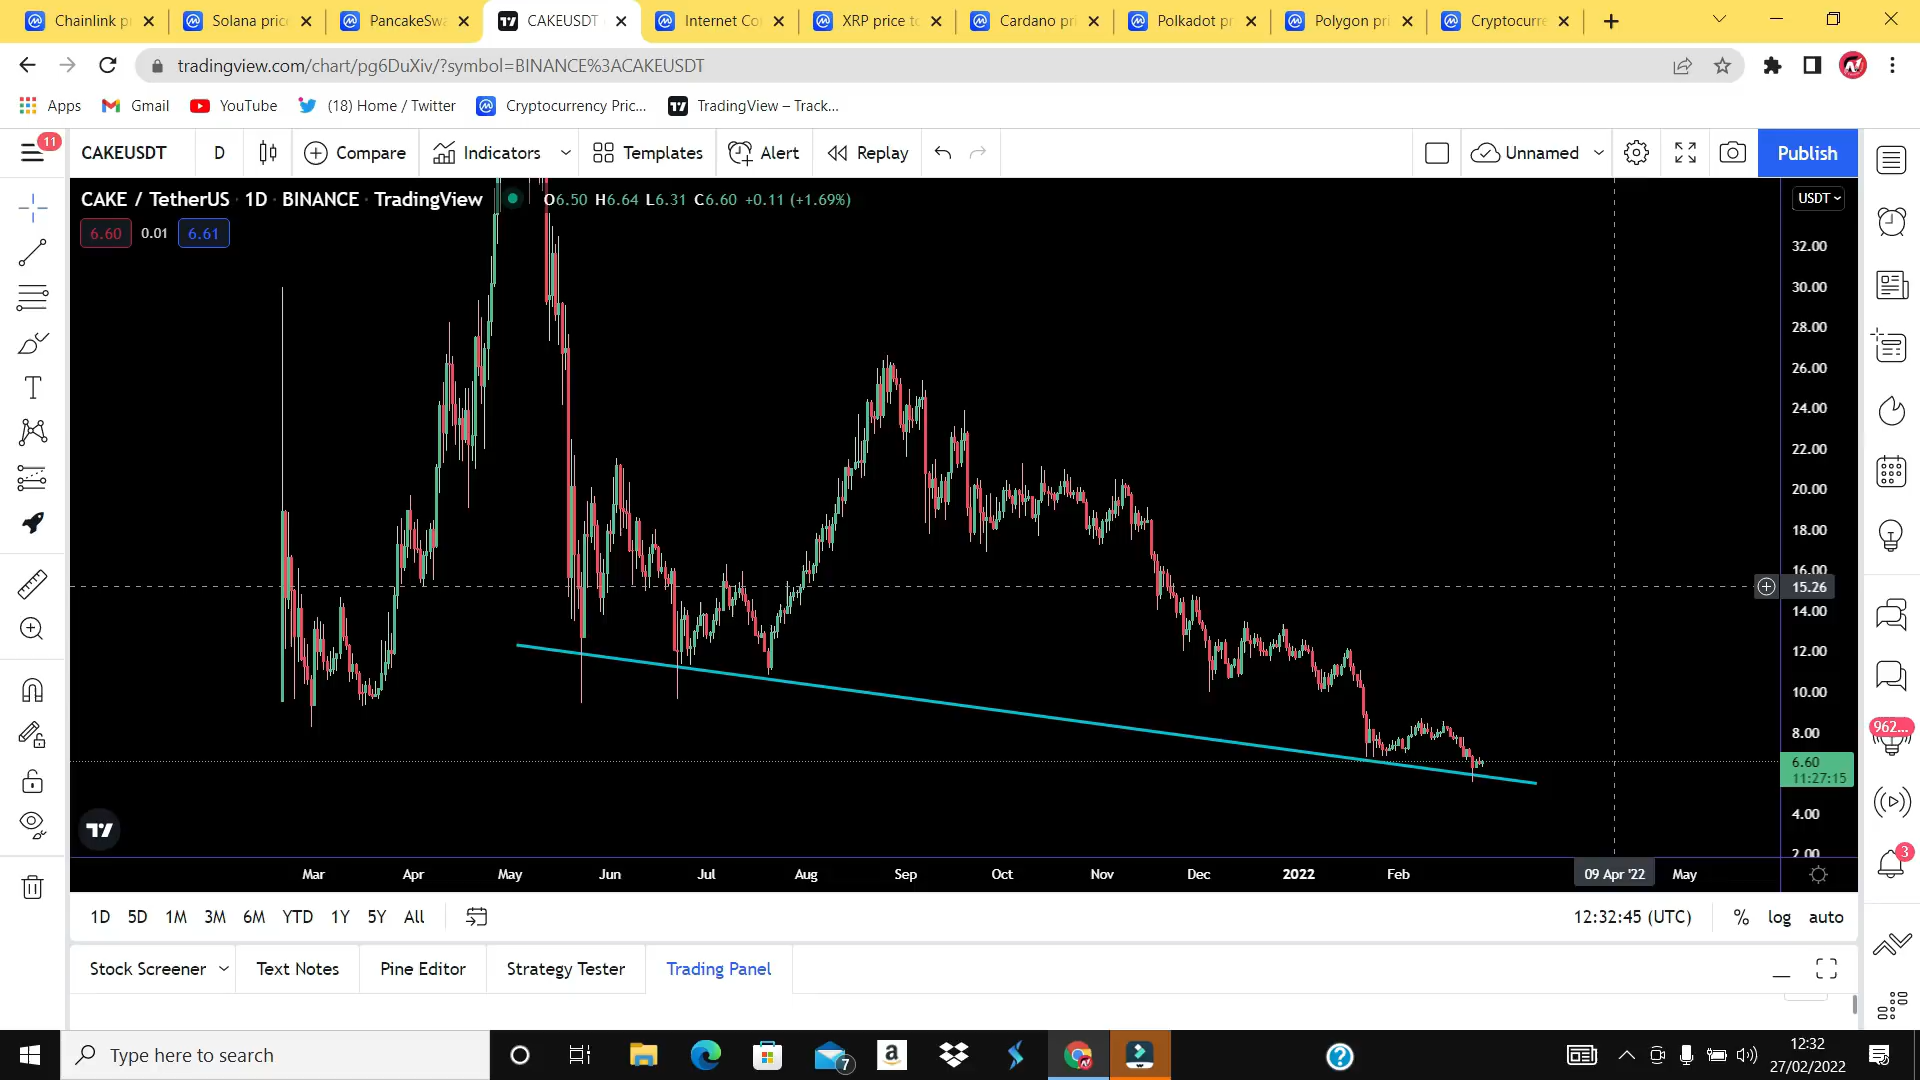 Chainlink p
Solana price
PancakeSwa
CAKEUSDT
Internet Co
XRP price to
Cardano pri
Polkadot pr
Polygon pri
Cryptocurre
tradingview.com/chart/pg6DuXiv/?symbol=BINANCE%3ACAKEUSDT
Apps
Gmail
YouTube
(18) Home / Twitter
Cryptocurrency Pric...
TradingView – Track...
11
CAKEUSDT
D
Compare
Indicators
Templates
Alert
Replay
Unnamed
Publish
CAKE / TetherUS · 1D · BINANCE · TradingView
O6.50 H6.64 L6.31 C6.60 +0.11 (+1.69%)
USDT
6.60
0.01
6.61
32.00
30.00
28.00
26.00
24.00
22.00
20.00
18.00
16.00
15.26
14.00
12.00
10.00
8.00
6.60
11:27:15
4.00
2.00
962...
3
Mar
Apr
May
Jun
Jul
Aug
Sep
Oct
Nov
Dec
2022
Feb
09 Apr '22
May
1D
5D
1M
3M
6M
YTD
1Y
5Y
All
12:32:45 (UTC)
%
log
auto
Stock Screener
Text Notes
Pine Editor
Strategy Tester
Trading Panel
Type here to search
7
12:32
27/02/2022